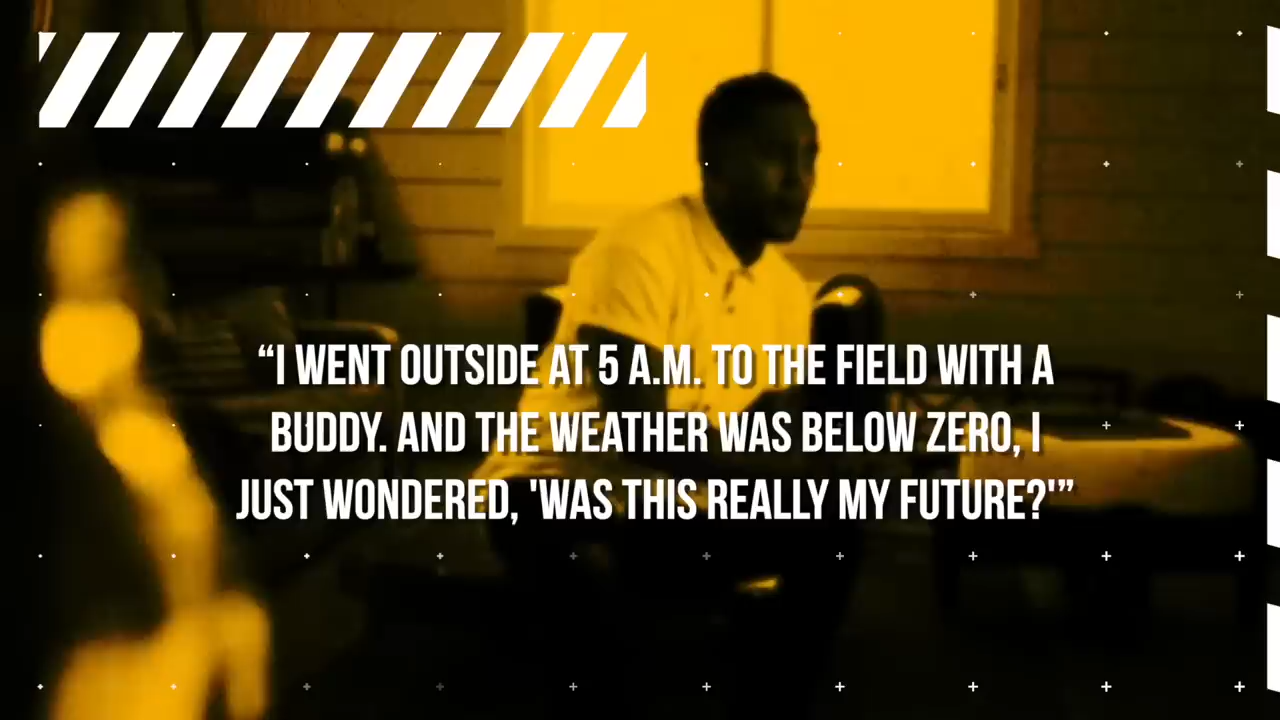 “I WENT OUTSIDE AT 5 A.M. TO THE FIELD WITH A
BUDDY. AND THE WEATHER WAS BELOW ZERO, I
JUST WONDERED, 'WAS THIS REALLY MY FUTURE?'”